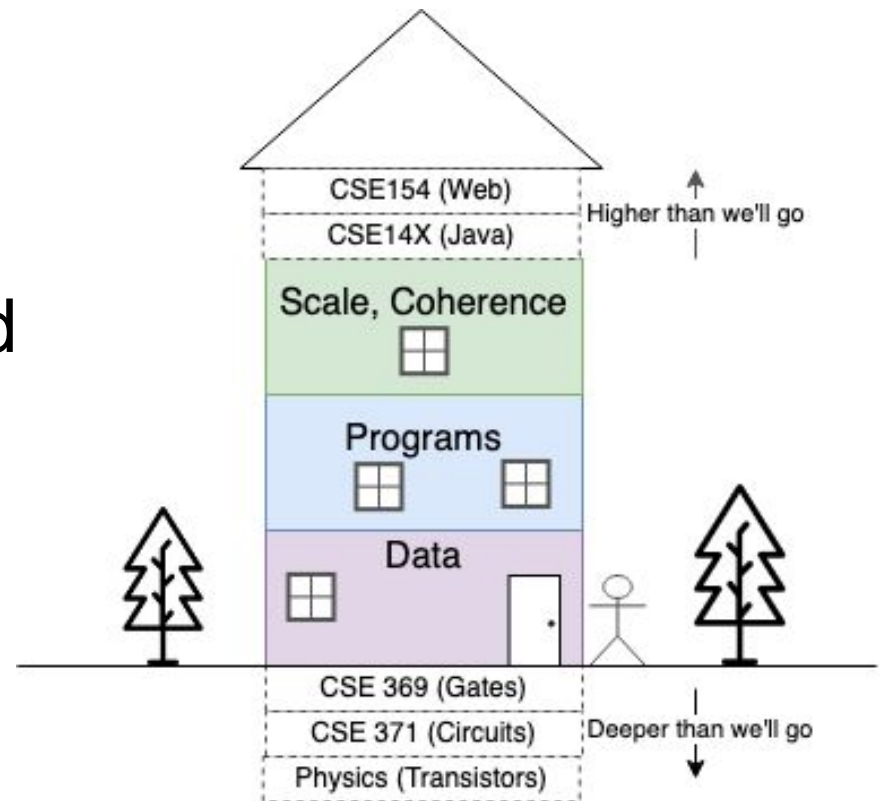 CSE154 (Web)
Higher than we'll go
CSE14X (Java)
Scale, Coherence
d
Programs
Data
CSE 369 (Gates)
CSE 371 (Circuits)
Deeper than we'll go
Physics (Transistors)